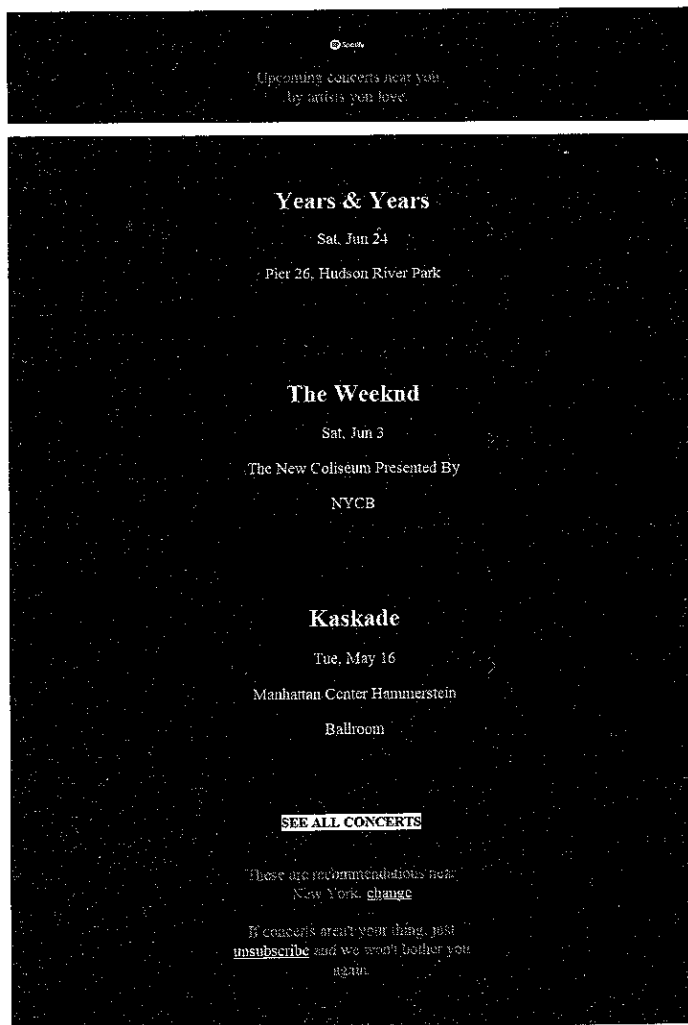 Spotify
Upcoming concerts near you
by artists you love
Years & Years
Sat, Jun 24
Pier 26, Hudson River Park
The Weeknd
Sat, Jun 3
The New Coliseum Presented By
NYCB
Kaskade
Tue, May 16
Manhattan Center Hammerstein
Ballroom
SEE ALL CONCERTS
These are recommendations near
New York. change
If concerts aren't your thing, just
unsubscribe and we won't bother you
again.